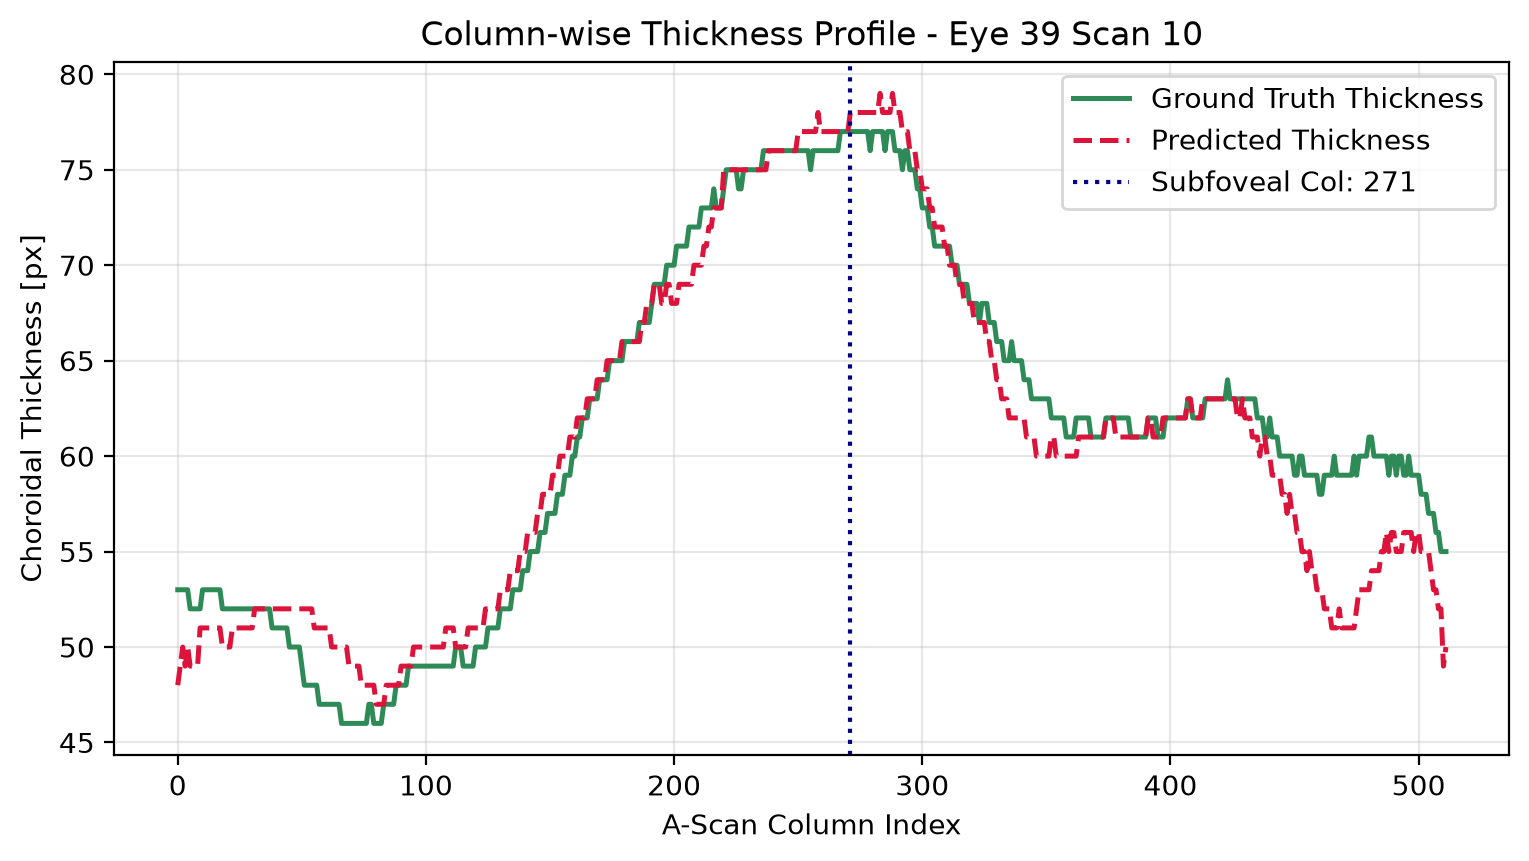 Column-wise Thickness Profile - Eye 39 Scan 10
Choroidal Thickness [px]
80
75
70
65
60
55
50
45
Ground Truth Thickness
Predicted Thickness
Subfoveal Col: 271
0 100 200 300 400 500
A-Scan Column Index